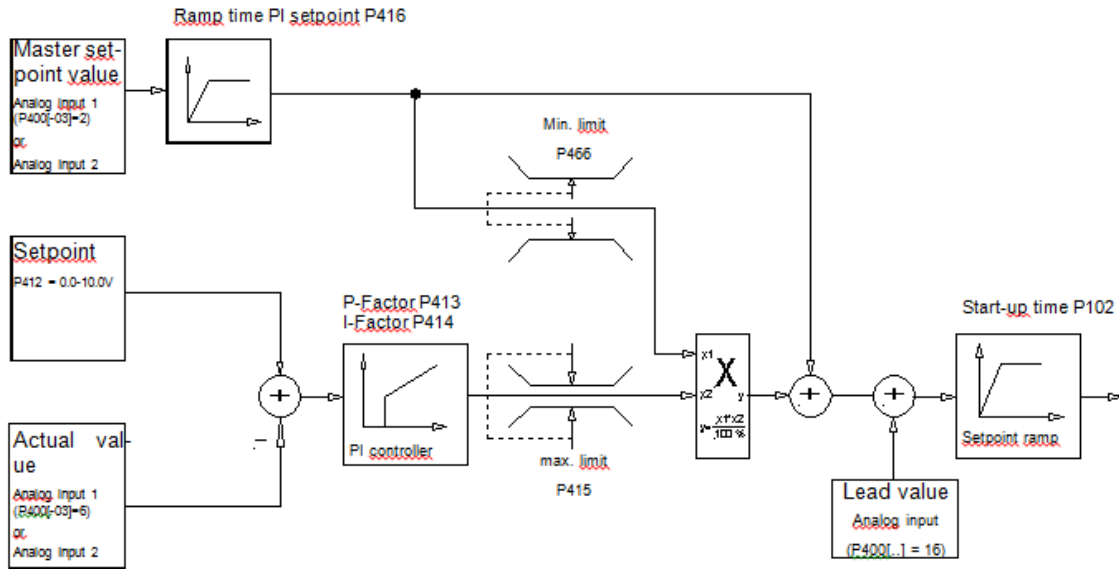 Ramp time PI setpoint P416
Master set-
point value
Analog Input 1
(P400[-03]=2)
or.
Analog Input 2
Min. limit
P466
Setpoint
P412 = 0.0-10.0V
P-Factor P413
I-Factor P414
PI controller
Actual val-
ue
Analog Input 1
(P400[-03]=6)
or.
Analog Input 2
–
max. limit
P415
x1
x2
X
y
y= x1*x2
100 %
Start-up time P102
Setpoint ramp
Lead value
Analog input
(P400[..] = 16)